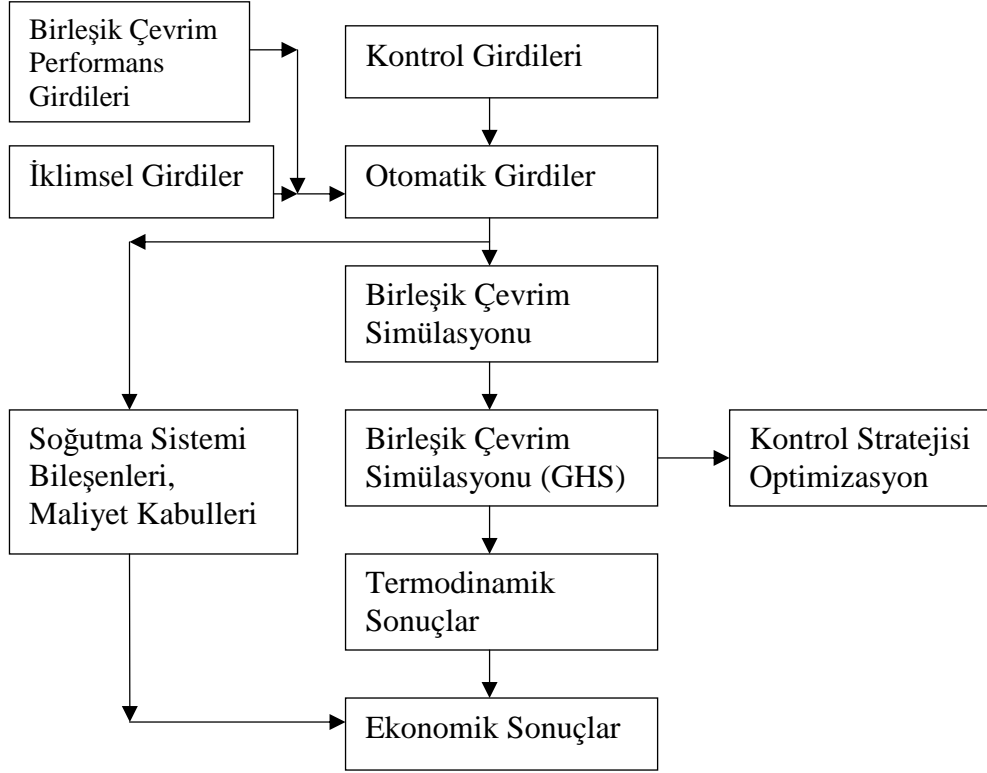 Birleşik Çevrim
Performans
Girdileri
Kontrol Girdileri
İklimsel Girdiler
Otomatik Girdiler
Birleşik Çevrim
Simülasyonu
Soğutma Sistemi
Bileşenleri,
Maliyet Kabulleri
Birleşik Çevrim
Simülasyonu (GHS)
Kontrol Stratejisi
Optimizasyon
Termodinamik
Sonuçlar
Ekonomik Sonuçlar